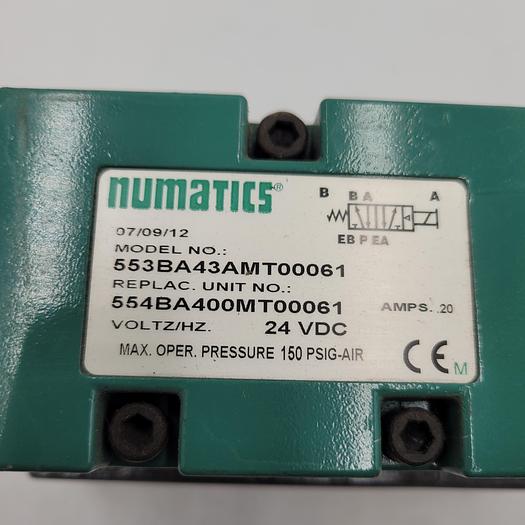 numatics®
B B A A
EB P EA
07/09/12
MODEL NO.:
553BA43AMT00061
REPLAC. UNIT NO.:
554BA400MT00061 AMPS. .20
VOLTZ/HZ. 24 VDC
MAX. OPER. PRESSURE 150 PSIG-AIR
CE M